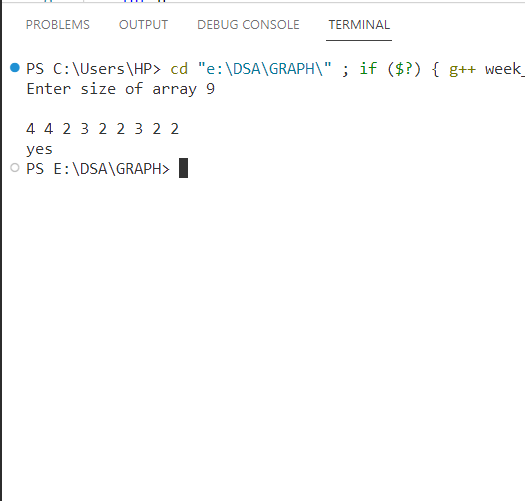 PROBLEMS OUTPUT DEBUG CONSOLE TERMINAL
PS C:\Users\HP> cd "e:\DSA\GRAPH\" ; if ($?) { g++ week_
Enter size of array 9
4 4 2 3 2 2 3 2 2
yes
PS E:\DSA\GRAPH>